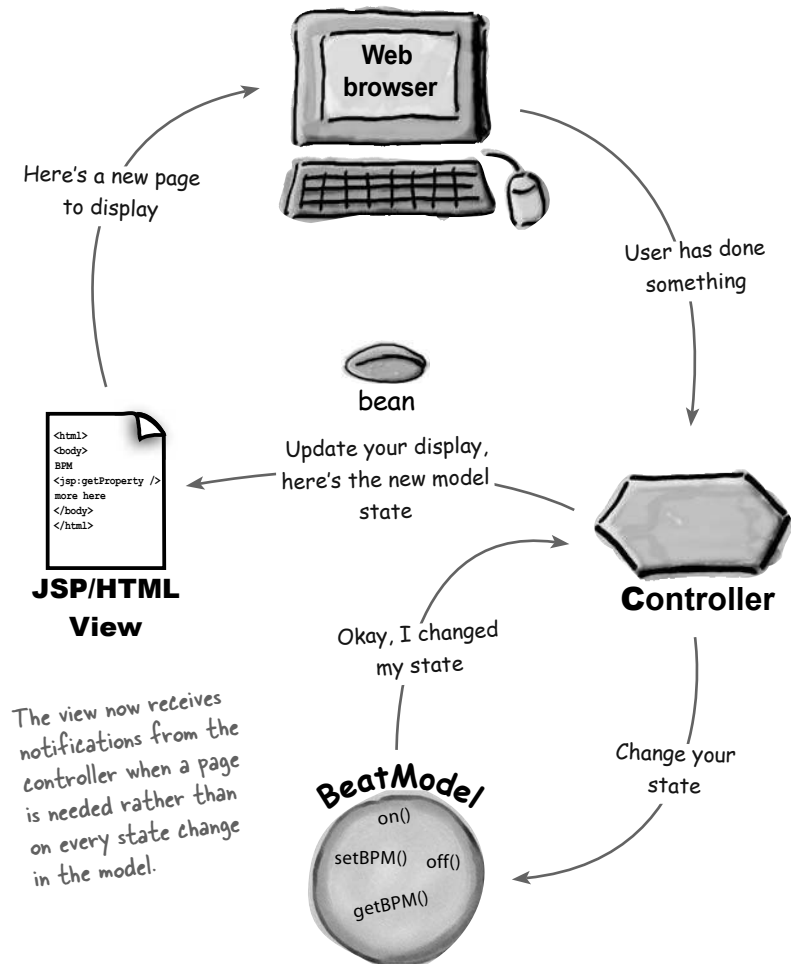 Web
browser
Here's a new page
to display
User has done
something
bean
Update your display,
here's the new model
state
<html>
<body>
BPM
<jsp:getProperty />
more here
</body>
</html>
JSP/HTML
View
Controller
Okay, I changed
my state
The view now receives
notifications from the
controller when a page
is needed rather than
on every state change
in the model.
Change your
state
BeatModel
on()
setBPM()
off()
getBPM()